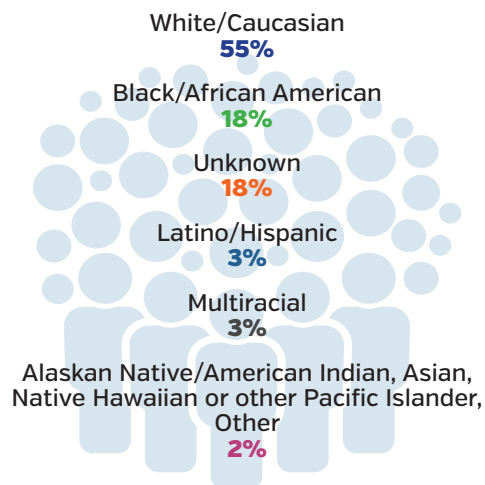 White/Caucasian
55%
Black/African American
18%
Unknown
18%
Latino/Hispanic
3%
Multiracial
3%
Alaskan Native/American Indian, Asian,
Native Hawaiian or other Pacific Islander,
Other
2%